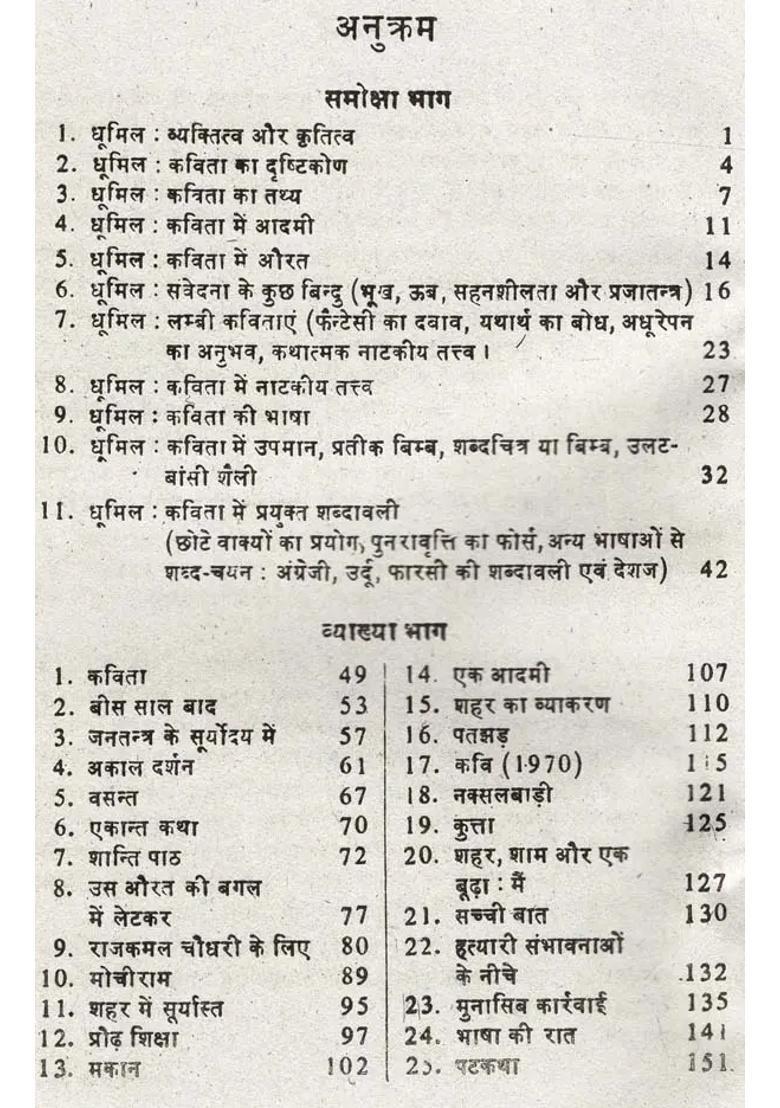 अनुक्रम
समीक्षा भाग
1. धूमिल : व्यक्तित्व और कृतित्व 1
2. धूमिल : कविता का दृष्टिकोण 4
3. धूमिल : कविता का तथ्य 7
4. धूमिल : कविता में आदमी 11
5. धूमिल : कविता में औरत 14
6. धूमिल : संवेदना के कुछ बिन्दु (भूख, ऊब, सहनशीलता और प्रजातन्त्र) 16
7. धूमिल : लम्बी कविताएं (फैन्टेसी का दबाव, यथार्थ का बोध, अधूरेपन
का अनुभव, कथात्मक नाटकीय तत्त्व। 23
8. धूमिल : कविता में नाटकीय तत्त्व 27
9. धूमिल : कविता की भाषा 28
10. धूमिल : कविता में उपमान, प्रतीक बिम्ब, शब्दचित्र या बिम्ब, उलट-
बांसी शैली 32
11. धूमिल : कविता में प्रयुक्त शब्दावली
(छोटे वाक्यों का प्रयोग, पुनरावृत्ति का फोर्स, अन्य भाषाओं से
शब्द-चयन : अंग्रेजी, उर्दू, फारसी की शब्दावली एवं देशज) 42
व्याख्या भाग
1. कविता 49
2. बीस साल बाद 53
3. जनतन्त्र के सूर्योदय में 57
4. अकाल दर्शन 61
5. वसन्त 67
6. एकान्त कथा 70
7. शान्ति पाठ 72
8. उस औरत की बगल
में लेटकर 77
9. राजकमल चौधरी के लिए 80
10. मोचीराम 89
11. शहर में सूर्यास्त 95
12. प्रौढ़ शिक्षा 97
13. मकान 102
14. एक आदमी 107
15. शहर का व्याकरण 110
16. पतझड़ 112
17. कवि (1970) 115
18. नक्सलबाड़ी 121
19. कुत्ता 125
20. शहर, शाम और एक
बूढ़ा : मैं 127
21. सच्ची बात 130
22. हत्यारी संभावनाओं
के नीचे 132
23. मुनासिब कार्रवाई 135
24. भाषा की रात 141
25. पटकथा 151